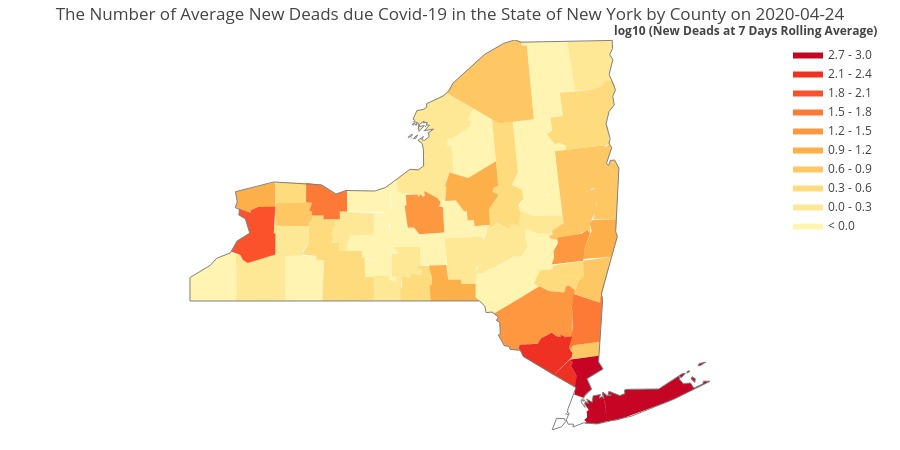 The Number of Average New Deads due Covid-19 in the State of New York by County on 2020-04-24
log10 (New Deads at 7 Days Rolling Average)
2.7 - 3.0
2.1 - 2.4
1.8 - 2.1
1.5 - 1.8
1.2 - 1.5
0.9 - 1.2
0.6 - 0.9
0.3 - 0.6
0.0 - 0.3
< 0.0